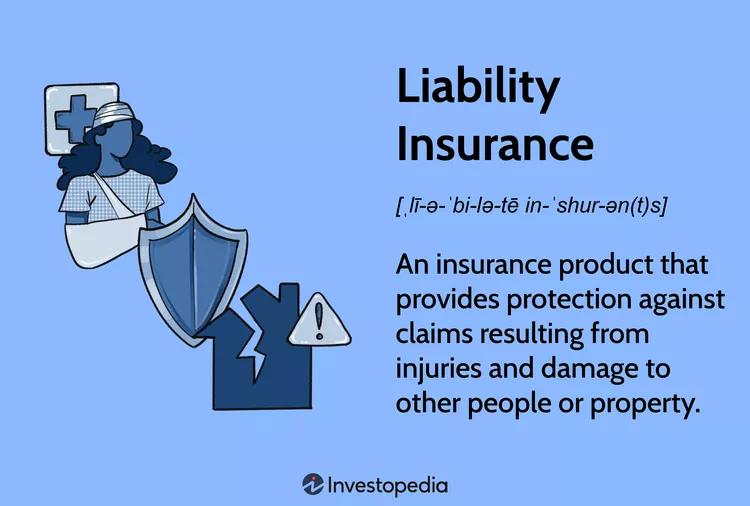 Liability
Insurance
[ˌlī-ə-ˈbi-lə-tē in-ˈshur-ən(t)s]
An insurance product that
provides protection against
claims resulting from
injuries and damage to
other people or property.
Investopedia